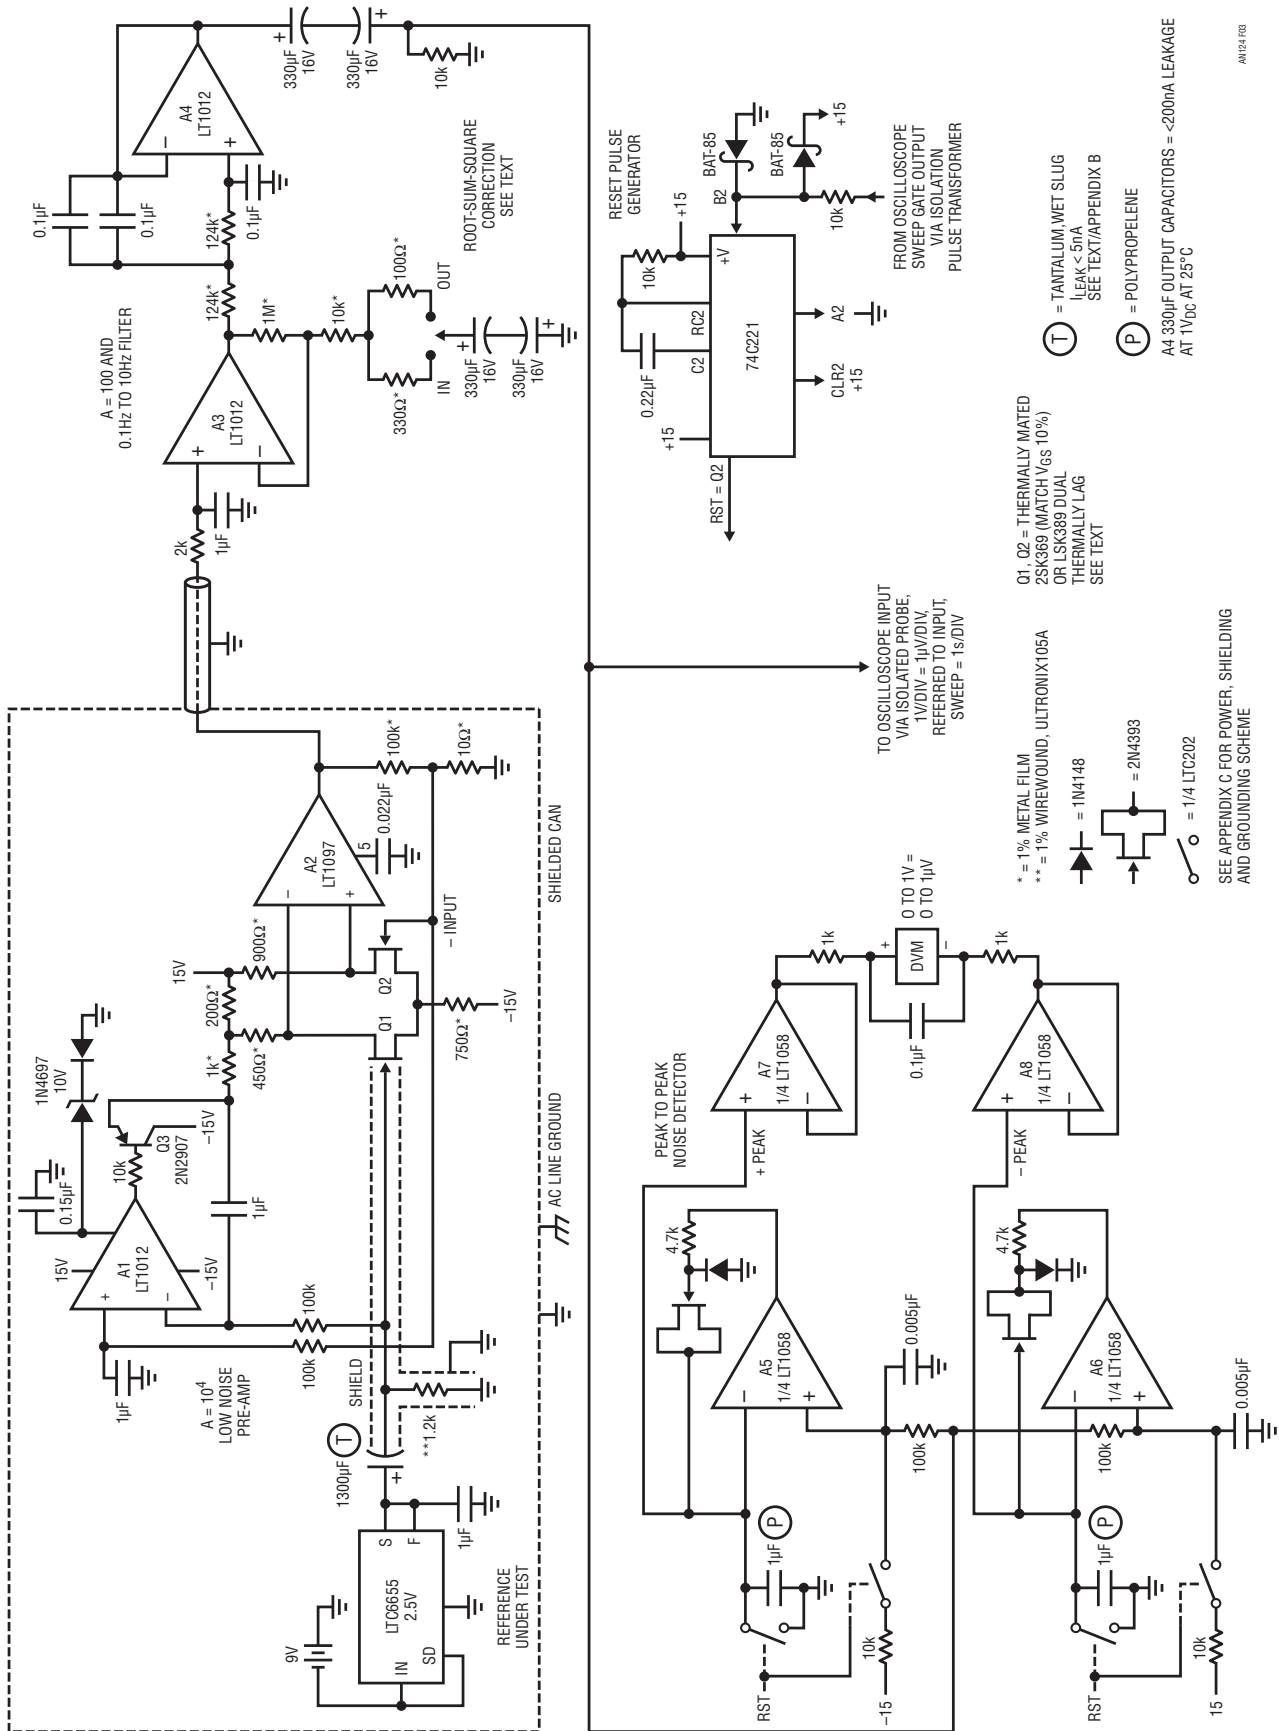 A = 10⁴
LOW NOISE
PRE-AMP
1µF
15V
A1
LT1012
–15V
+
–
0.15µF
1N4697
10V
10k
Q3
2N2907
–15V
1µF
1k*
200Ω*
15V
450Ω*
900Ω*
–
+
A2
LT1097
5
0.022µF
100k*
10Ω*
Q1
Q2
750Ω*
–15V
– INPUT
100k
100k
SHIELD
1300µF
T
+
**1.2k
9V
IN
SD
LTC6655
2.5V
S
F
1µF
REFERENCE
UNDER TEST
AC LINE GROUND
SHIELDED CAN
2k
1µF
A = 100 AND
0.1Hz TO 10Hz FILTER
+
–
A3
LT1012
124k*
1M*
10k*
330Ω*
100Ω*
IN
OUT
+
330µF
16V
330µF
16V
+
ROOT-SUM-SQUARE
CORRECTION
SEE TEXT
0.1µF
0.1µF
124k*
0.1µF
–
+
A4
LT1012
+
330µF
16V
330µF
16V
+
10k
TO OSCILLOSCOPE INPUT
VIA ISOLATED PROBE,
1V/DIV = 1µV/DIV,
REFERRED TO INPUT,
SWEEP = 1s/DIV
RESET PULSE
GENERATOR
RST = Q2
+15
0.22µF
C2
RC2
10k
+15
+V
74C221
CLR2
+15
A2
B2
BAT-85
BAT-85
+15
10k
FROM OSCILLOSCOPE
SWEEP GATE OUTPUT
VIA ISOLATION
PULSE TRANSFORMER
PEAK TO PEAK
NOISE DETECTOR
4.7k
A5
1/4 LT1058
–
+
+ PEAK
A7
1/4 LT1058
+
–
1k
0.1µF
+
DVM
–
O TO 1V =
O TO 1µV
1k
A8
1/4 LT1058
+
–
– PEAK
RST
1µF
P
10k
–15
100k
0.005µF
4.7k
A6
1/4 LT1058
–
+
RST
1µF
P
10k
15
100k
0.005µF
* = 1% METAL FILM
** = 1% WIREWOUND, ULTRONIX105A
= 1N4148
= 2N4393
= 1/4 LTC202
SEE APPENDIX C FOR POWER, SHIELDING
AND GROUNDING SCHEME
Q1, Q2 = THERMALLY MATED
2SK369 (MATCH VGS 10%)
OR LSK389 DUAL
THERMALLY LAG
SEE TEXT
T = TANTALUM,WET SLUG
ILEAK < 5nA
SEE TEXT/APPENDIX B
P = POLYPROPELENE
A4 330µF OUTPUT CAPACITORS = <200nA LEAKAGE
AT 1VDC AT 25°C
AN124 F03